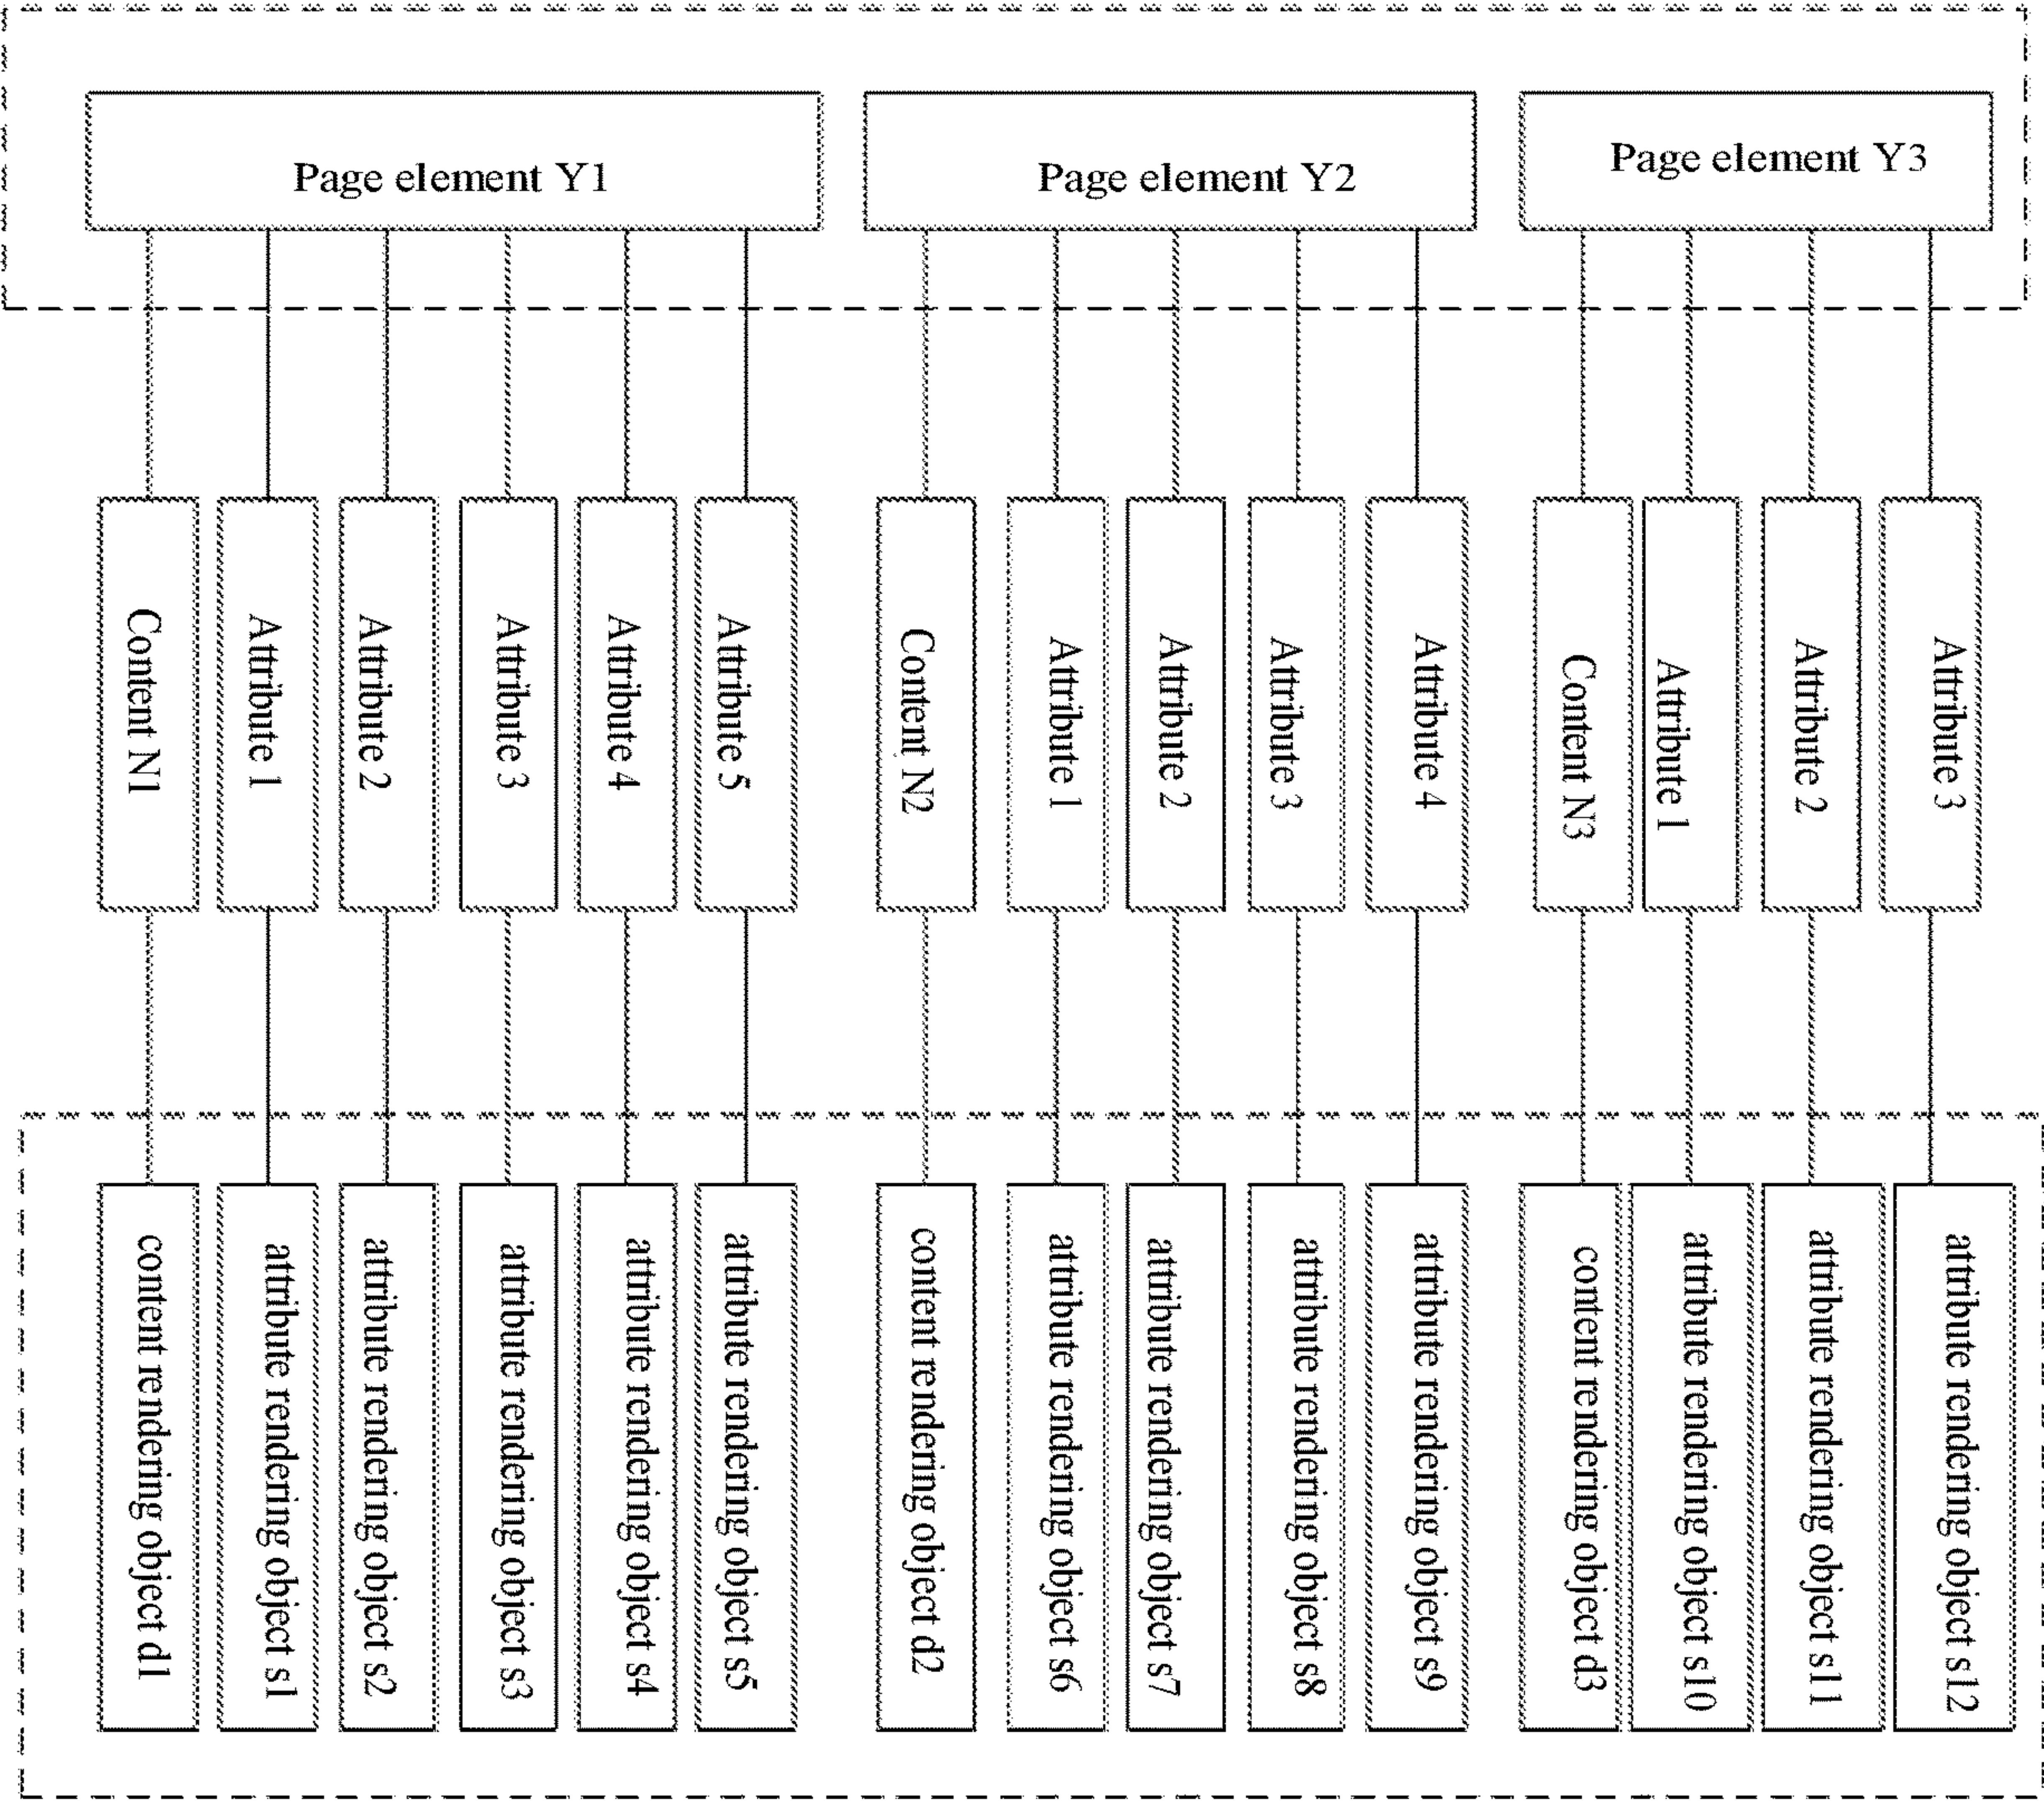 Page element Y1
Page element Y2
Page element Y3
Content N1
Attribute 1
Attribute 2
Attribute 3
Attribute 4
Attribute 5
Content N2
Attribute 1
Attribute 2
Attribute 3
Attribute 4
Content N3
Attribute 1
Attribute 2
Attribute 3
content rendering object d1
attribute rendering object s1
attribute rendering object s2
attribute rendering object s3
attribute rendering object s4
attribute rendering object s5
content rendering object d2
attribute rendering object s6
attribute rendering object s7
attribute rendering object s8
attribute rendering object s9
content rendering object d3
attribute rendering object s10
attribute rendering object s11
attribute rendering object s12